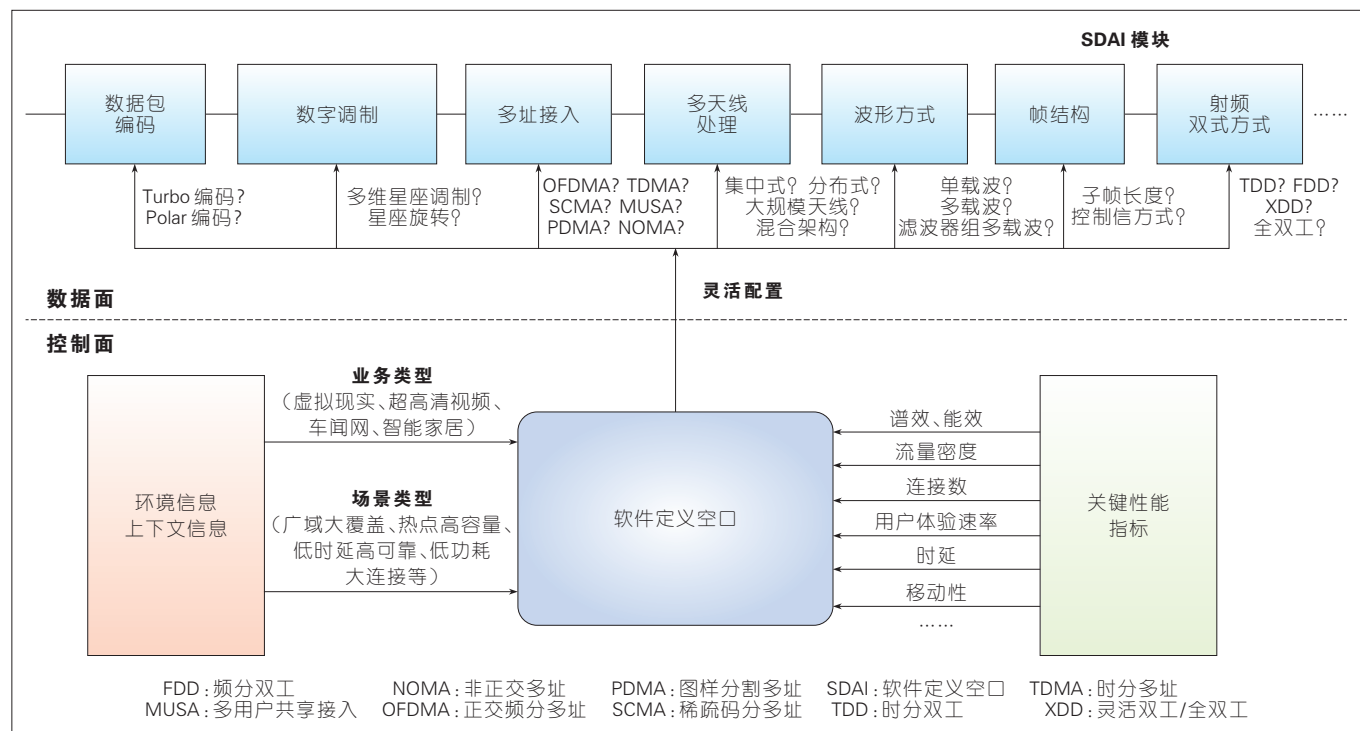 SDAI 模块
数据包
编码
数字调制
多址接入
多天线
处理
波形方式
帧结构
射频
双式方式
……
Turbo 编码?
Polar 编码?
多维星座调制?
星座旋转?
OFDMA? TDMA?
SCMA? MUSA?
PDMA? NOMA?
集中式? 分布式?
大规模天线?
混合架构?
单载波?
多载波?
滤波器组多载波?
子帧长度?
控制信方式?
TDD? FDD?
XDD?
全双工?
数据面
灵活配置
控制面
环境信息
上下文信息
业务类型
(虚拟现实、超高清视频、
车闻网、智能家居)
场景类型
(广域大覆盖、热点高容量、
低时延高可靠、低功耗
大连接等)
软件定义空口
谱效、能效
流量密度
连接数
用户体验速率
时延
移动性
……
关键性能
指标
FDD:频分双工 NOMA:非正交多址 PDMA:图样分割多址 SDAI:软件定义空口 TDMA:时分多址
MUSA:多用户共享接入 OFDMA:正交频分多址 SCMA:稀疏码分多址 TDD:时分双工 XDD:灵活双工/全双工